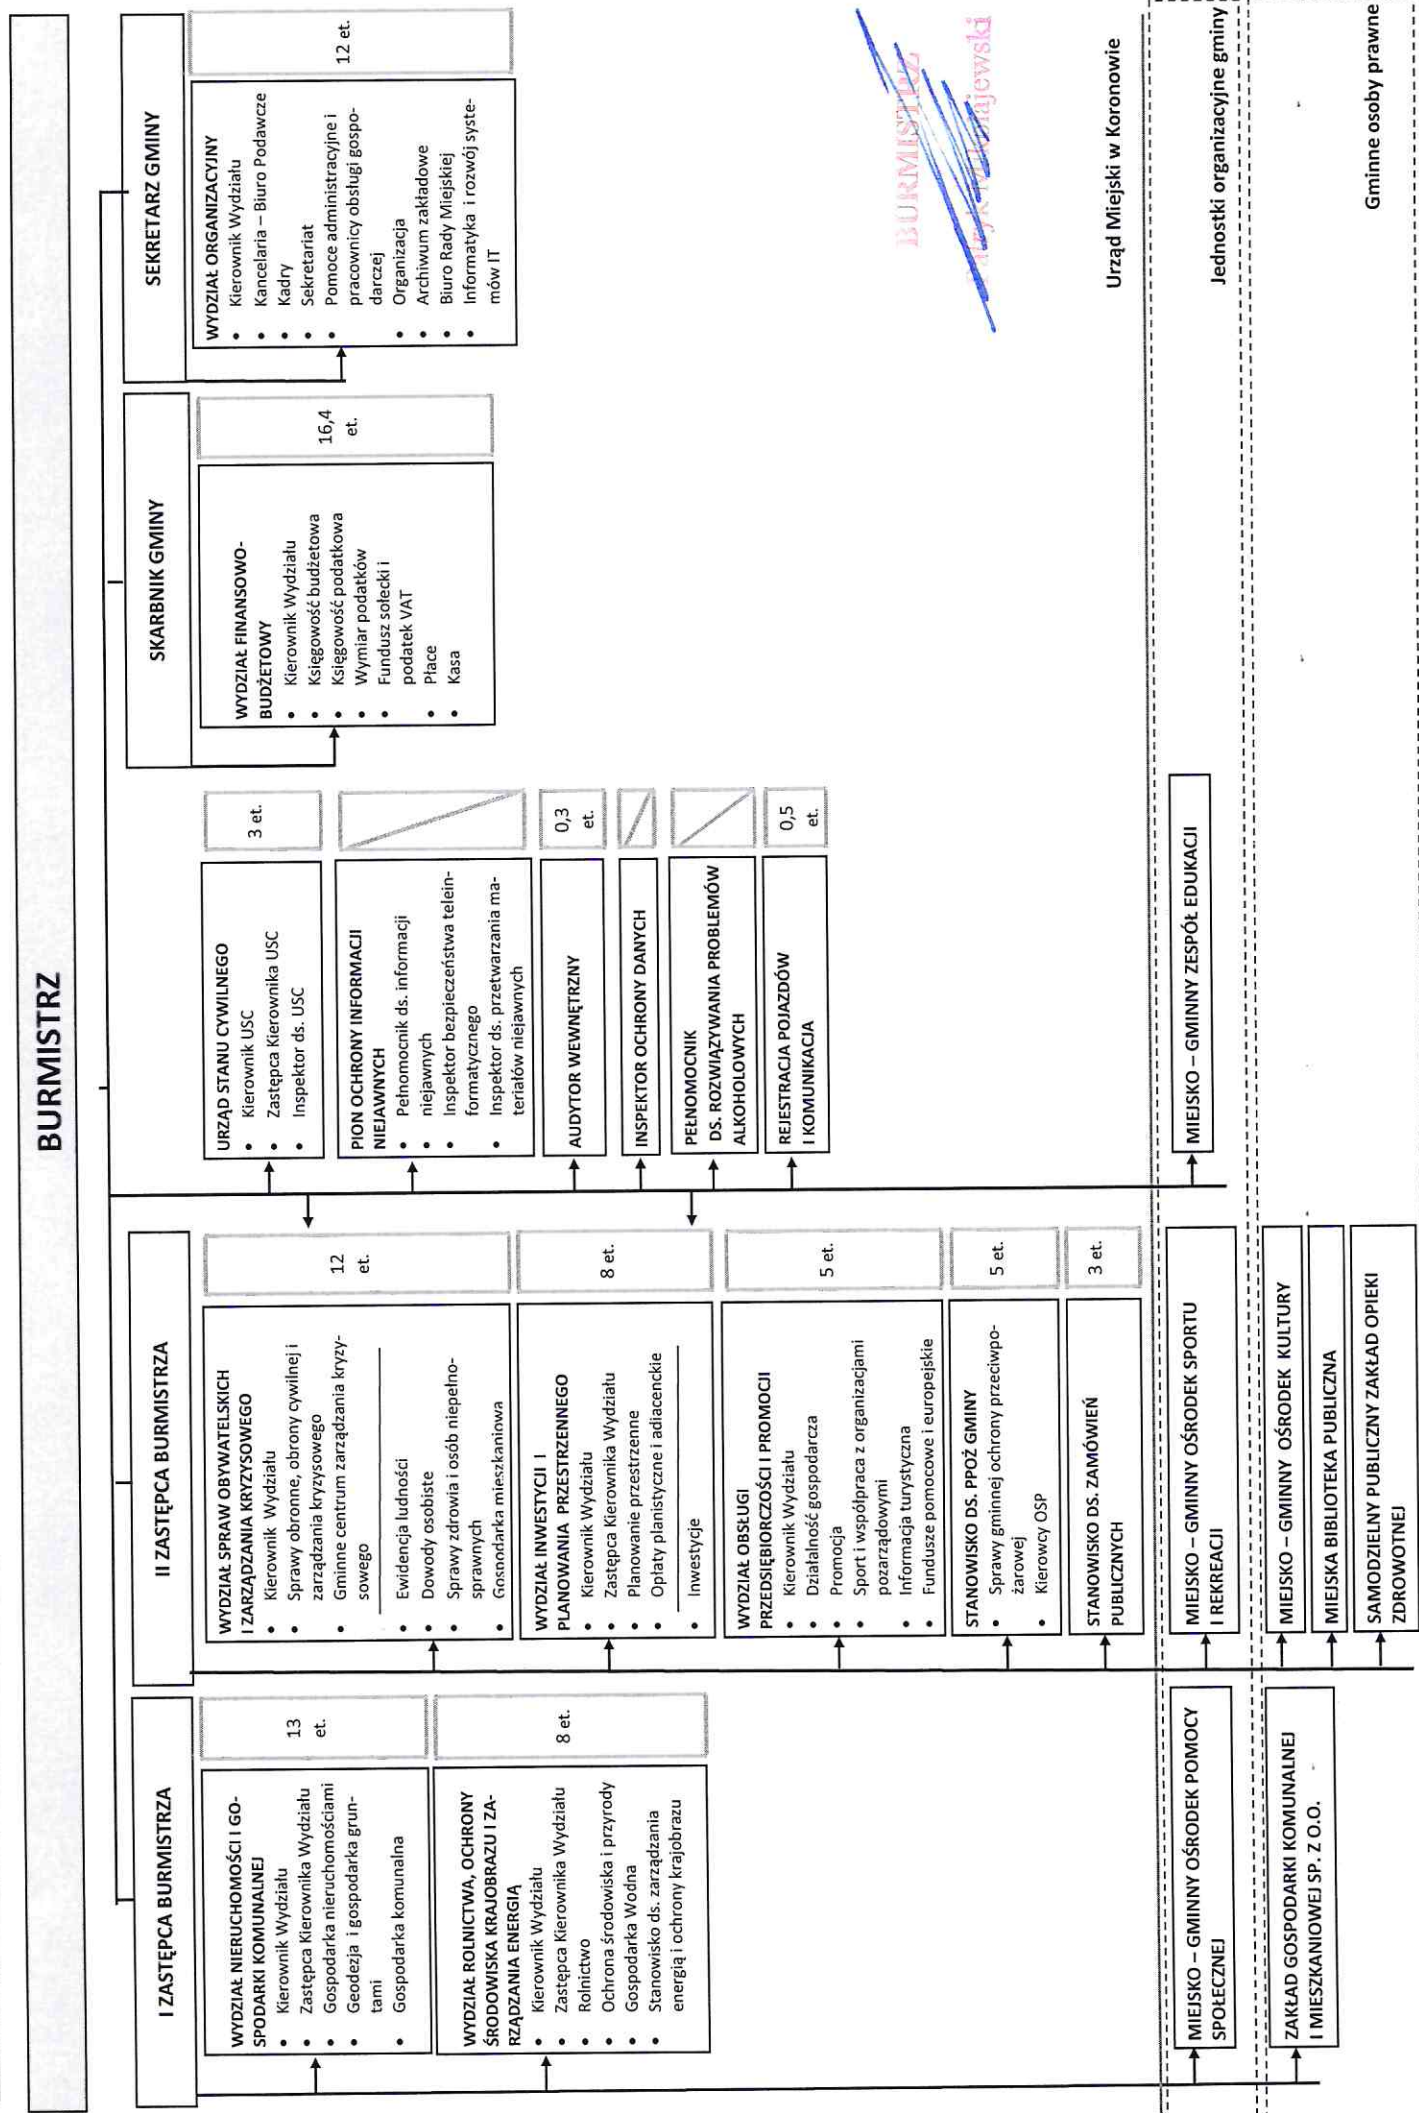 BURMISTRZ
I ZASTĘPCA BURMISTRZA
WYDZIAŁ NIERUCHOMOŚCI I GO-
SPODARKI KOMUNALNEJ
• Kierownik Wydziału
• Zastępca Kierownika Wydziału
• Gospodarka nieruchomościami
• Geodezja i gospodarka grun-
tami
• Gospodarka komunalna
13
et.
WYDZIAŁ ROLNICTWA, OCHRONY
ŚRODOWISKA KRAJOBRAZU I ZA-
RZĄDZANIA ENERGIĄ
• Kierownik Wydziału
• Zastępca Kierownika Wydziału
• Rolnictwo
• Ochrona środowiska i przyrody
• Gospodarka Wodna
• Stanowisko ds. zarządzania
energią i ochrony krajobrazu
8 et.
MIEJSKO – GMINNY OŚRODEK POMOCY
SPOŁECZNEJ
ZAKŁAD GOSPODARKI KOMUNALNEJ
I MIESZKANIOWEJ SP. Z O.O.
II ZASTĘPCA BURMISTRZA
WYDZIAŁ SPRAW OBYWATELSKICH
I ZARZĄDZANIA KRYZYSOWEGO
• Kierownik Wydziału
• Sprawy obronne, obrony cywilnej i
zarządzania kryzysowego
• Gminne centrum zarządzania kryzy-
sowego
• Ewidencja ludności
• Dowody osobiste
• Sprawy zdrowia i osób niepełno-
sprawnych
• Gospodarka mieszkaniowa
12
et.
WYDZIAŁ INWESTYCJI I
PLANOWANIA PRZESTRZENNEGO
• Kierownik Wydziału
• Zastępca Kierownika Wydziału
• Planowanie przestrzenne
• Opłaty planistyczne i adiacenckie
• Inwestycje
8 et.
WYDZIAŁ OBSŁUGI
PRZEDSIĘBIORCZOŚCI I PROMOCJI
• Kierownik Wydziału
• Działalność gospodarcza
• Promocja
• Sport i współpraca z organizacjami
pozarządowymi
• Informacja turystyczna
• Fundusze pomocowe i europejskie
5 et.
STANOWISKO DS. PPOŻ GMINY
• Sprawy gminnej ochrony przeciwpo-
żarowej
• Kierowcy OSP
5 et.
STANOWISKO DS. ZAMÓWIEŃ
PUBLICZNYCH
3 et.
MIEJSKO – GMINNY OŚRODEK SPORTU
I REKREACJI
MIEJSKO – GMINNY OŚRODEK KULTURY
MIEJSKA BIBLIOTEKA PUBLICZNA
SAMODZIELNY PUBLICZNY ZAKŁAD OPIEKI
ZDROWOTNEJ
URZĄD STANU CYWILNEGO
• Kierownik USC
• Zastępca Kierownika USC
• Inspektor ds. USC
3 et.
PION OCHRONY INFORMACJI
NIEJAWNYCH
• Pełnomocnik ds. informacji
• niejawnych
• Inspektor bezpieczeństwa telein-
formatycznego
• Inspektor ds. przetwarzania ma-
teriałów niejawnych
AUDYTOR WEWNĘTRZNY
0,3
et.
INSPEKTOR OCHRONY DANYCH
PEŁNOMOCNIK
DS. ROZWIĄZYWANIA PROBLEMÓW
ALKOHOLOWYCH
REJESTRACJA POJAZDÓW
I KOMUNIKACJA
0,5
et.
MIEJSKO – GMINNY ZESPÓŁ EDUKACJI
SKARBNIK GMINY
WYDZIAŁ FINANSOWO-
BUDŻETOWY
• Kierownik Wydziału
• Księgowość budżetowa
• Księgowość podatkowa
• Wymiar podatków
• Fundusz sołecki i
podatek VAT
• Płace
• Kasa
16,4
et.
SEKRETARZ GMINY
WYDZIAŁ ORGANIZACYJNY
• Kierownik Wydziału
• Kancelaria – Biuro Podawcze
• Kadry
• Sekretariat
• Pomoce administracyjne i
pracownicy obsługi gospo-
darczej
• Organizacja
• Archiwum zakładowe
• Biuro Rady Miejskiej
• Informatyka i rozwój syste-
mów IT
12 et.
BURMISTRZ
Patryk Mikołajewski
Urząd Miejski w Koronowie
Jednostki organizacyjne gminy
Gminne osoby prawne